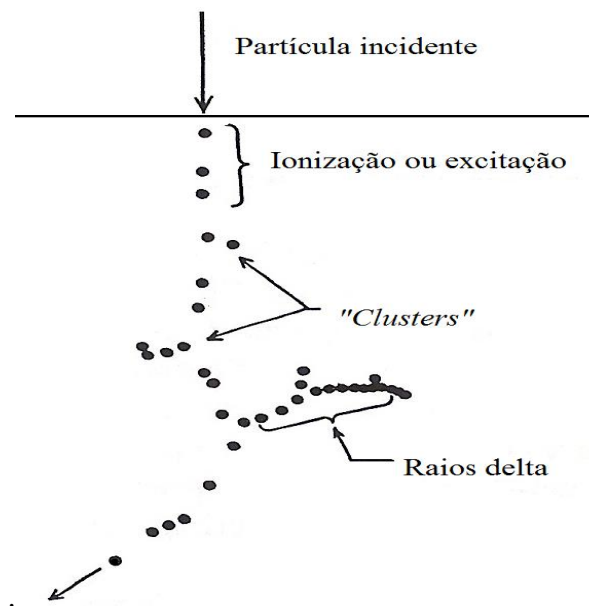 Partícula incidente
Ionização ou excitação
"Clusters"
Raios delta